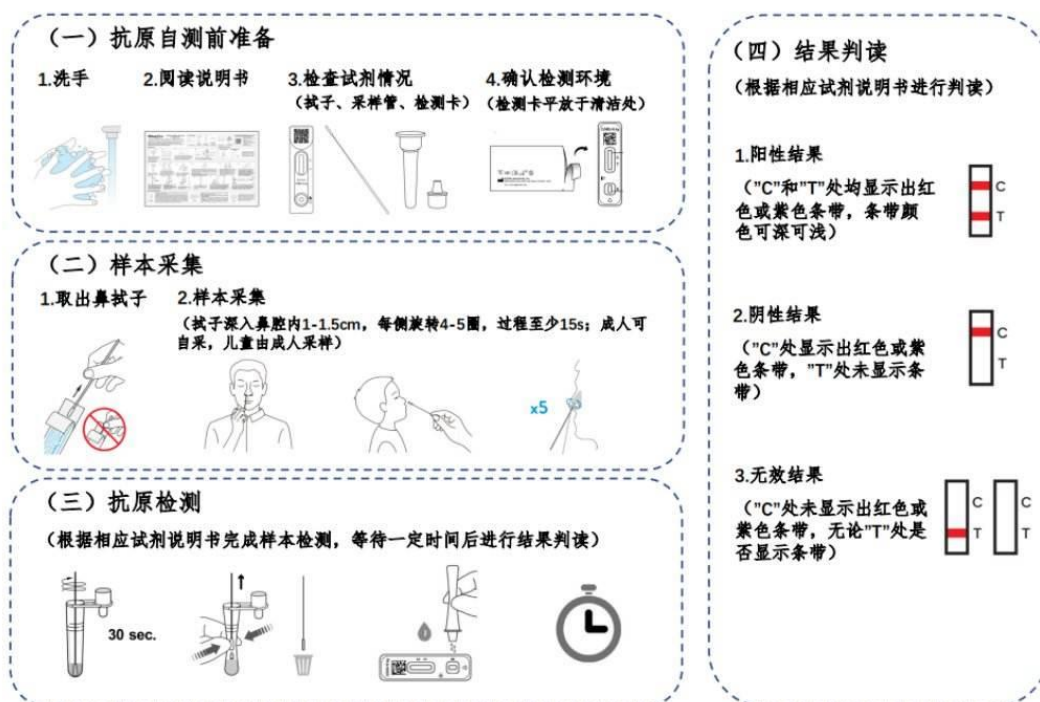 （一）抗原自测前准备
1.洗手
2.阅读说明书
3.检查试剂情况
（拭子、采样管、检测卡）
4.确认检测环境
（检测卡平放于清洁处）
（二）样本采集
1.取出鼻拭子
2.样本采集
（拭子深入鼻腔内1-1.5cm，每侧旋转4-5圈，过程至少15s；成人可
自采，儿童由成人采样）
x5
（三）抗原检测
（根据相应试剂说明书完成样本检测，等待一定时间后进行结果判读）
30 sec.
（四）结果判读
（根据相应试剂说明书进行判读）
1.阳性结果
（”C”和”T”处均显示出红
色或紫色条带，条带颜
色可深可浅）
C
T
2.阴性结果
（”C”处显示出红色或紫
色条带，”T”处未显示条
带）
C
T
3.无效结果
（”C”处未显示出红色或
紫色条带，无论”T”处是
否显示条带）
C
T
C
T